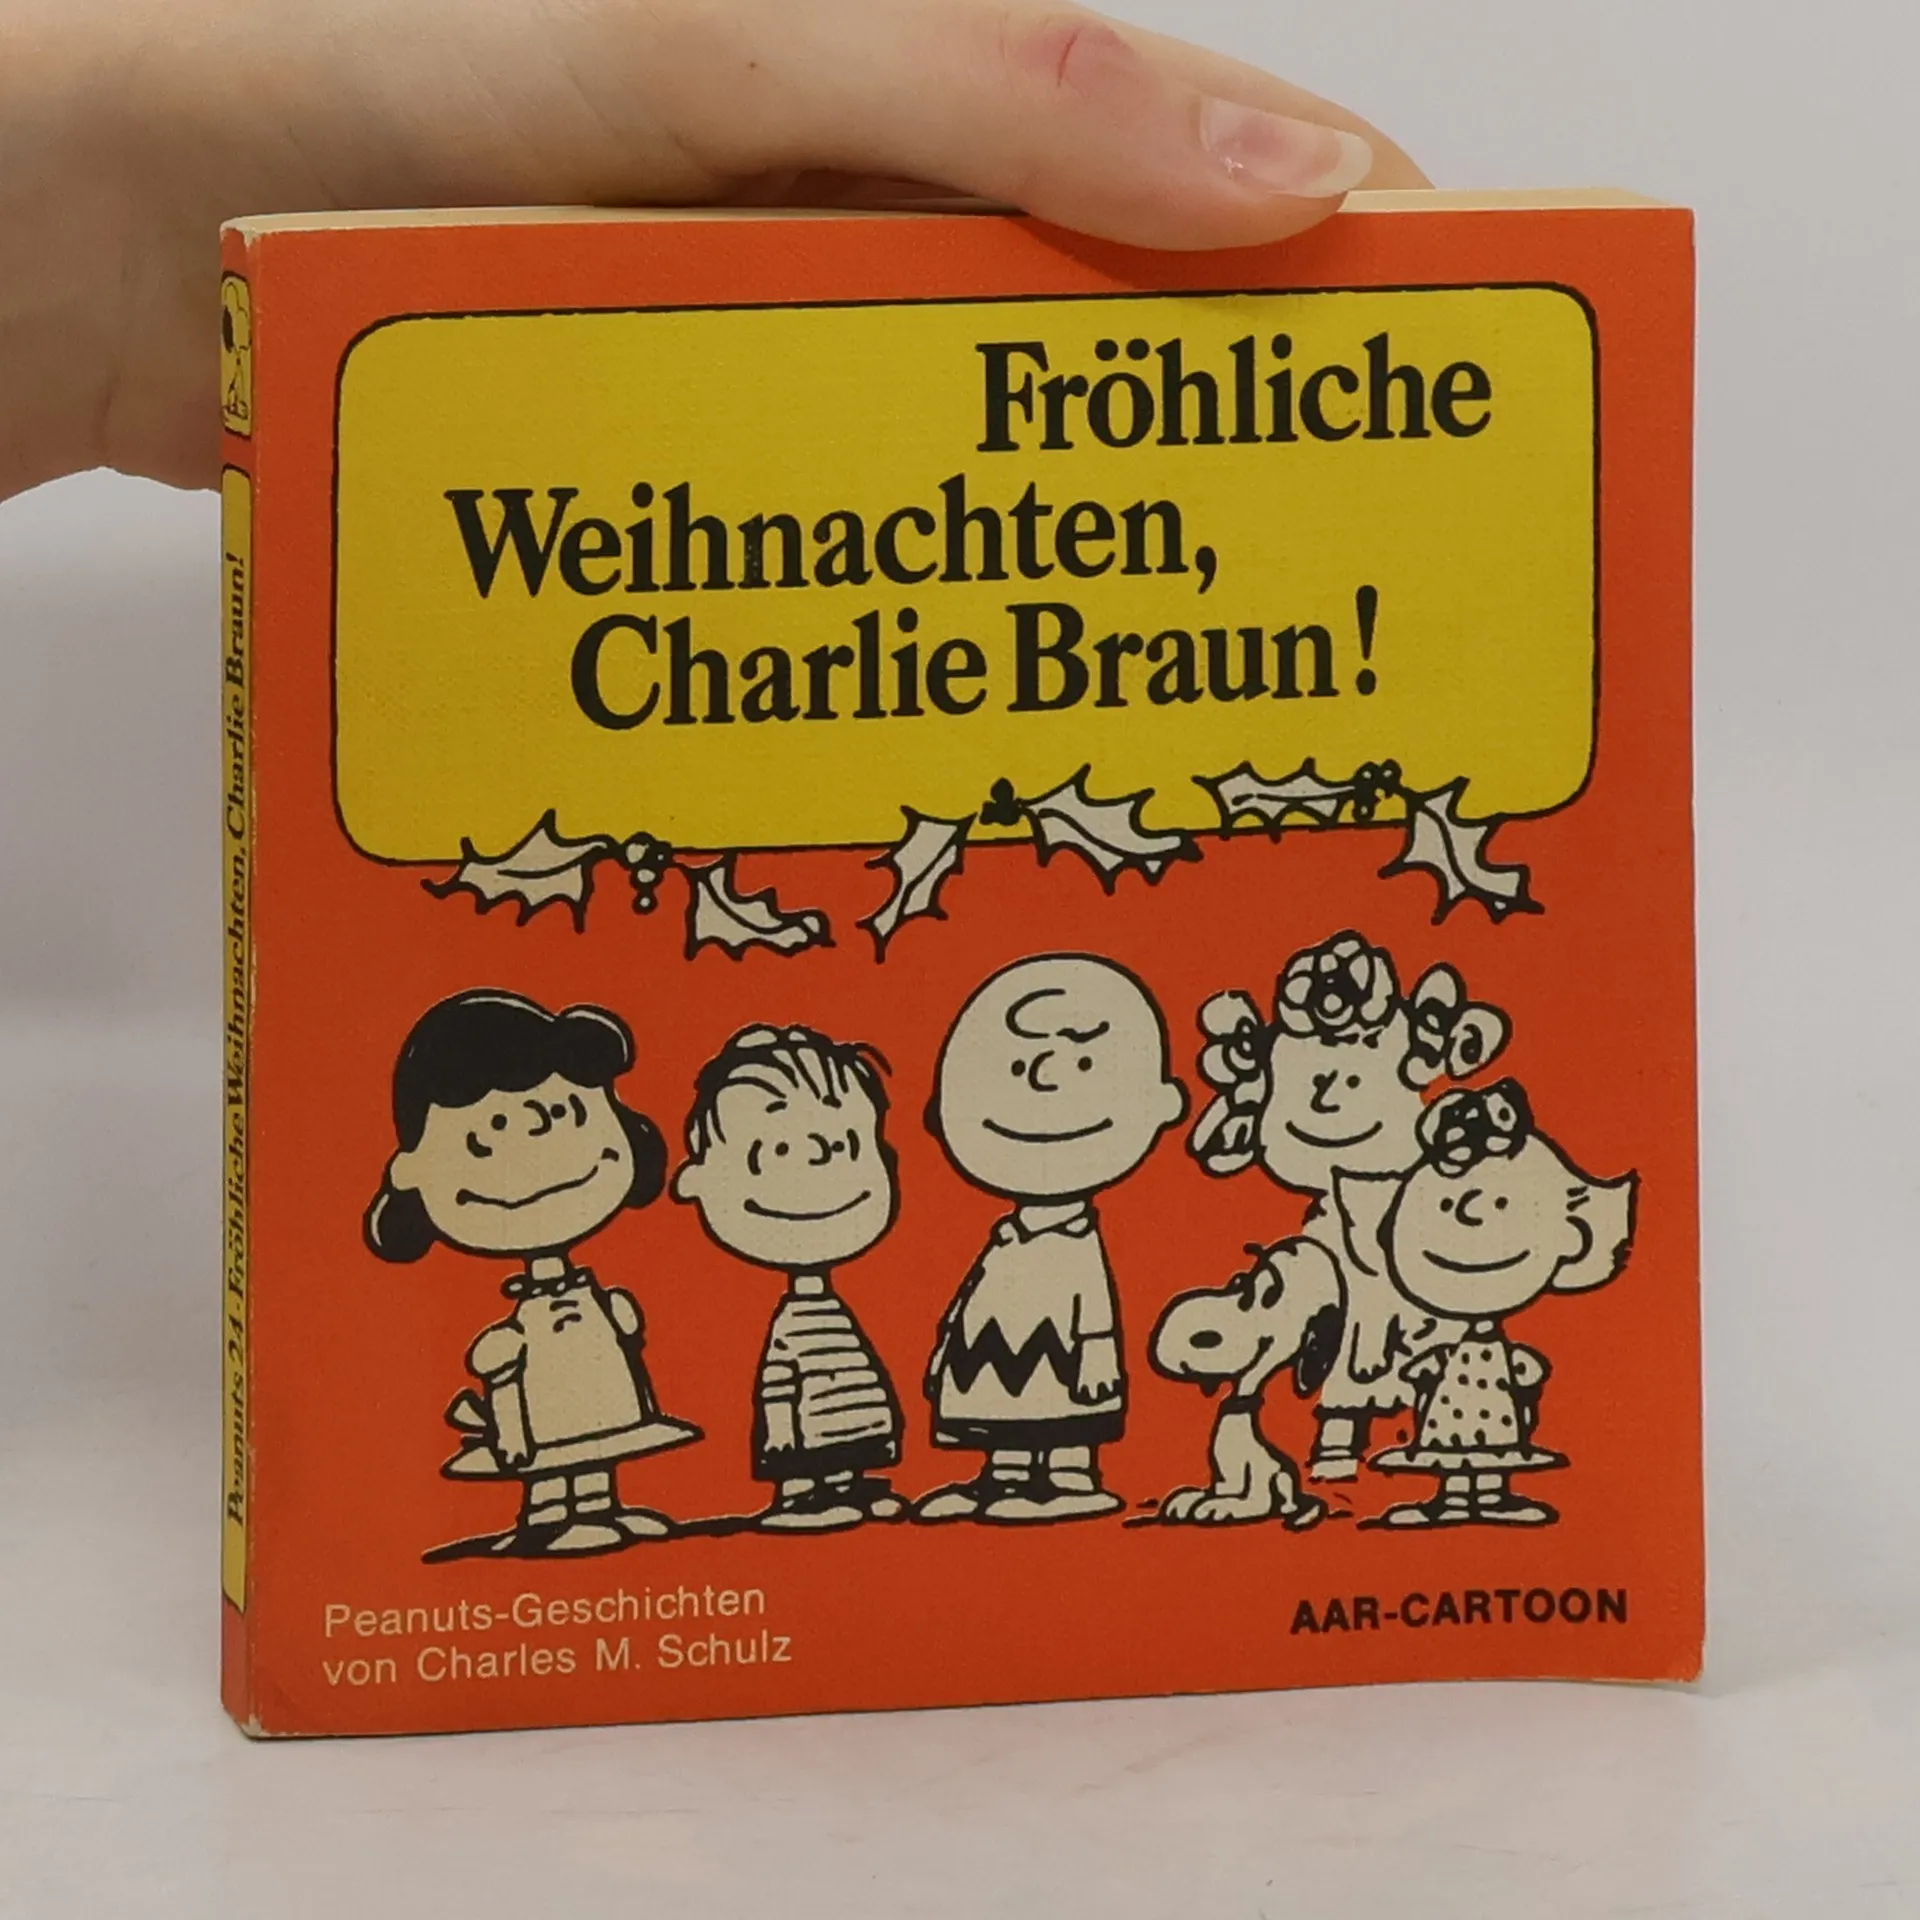 Fröhliche
Weihnachten,
Charlie Braun!
Peanuts-Geschichten
von Charles M. Schulz
AAR-CARTOON
Peanuts 24 · Fröhliche Weihnachten, Charlie Braun!